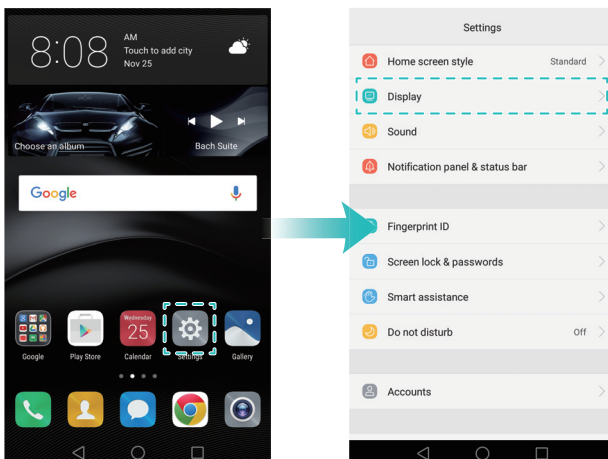 8:08
AM
Touch to add city
Nov 25
Choose an album
Bach Suite
Google
Google
Play Store
Wednesday
25
Calendar
Settings
Gallery
Settings
Home screen style
Standard
Display
Sound
Notification panel & status bar
Fingerprint ID
Screen lock & passwords
Smart assistance
Do not disturb
Off
Accounts